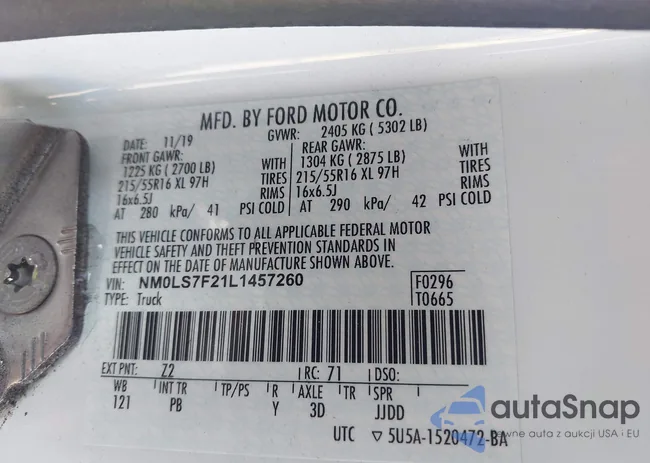 MFD. BY FORD MOTOR CO.
DATE: 11/19 GVWR: 2405 KG ( 5302 LB)
FRONT GAWR: REAR GAWR:
1225 KG ( 2700 LB) WITH 1304 KG ( 2875 LB) WITH
215/55R16 XL 97H TIRES 215/55R16 XL 97H TIRES
16x6.5J RIMS 16x6.5J RIMS
AT 280 kPa/ 41 PSI COLD AT 290 kPa/ 42 PSI COLD
THIS VEHICLE CONFORMS TO ALL APPLICABLE FEDERAL MOTOR
VEHICLE SAFETY AND THEFT PREVENTION STANDARDS IN
EFFECT ON THE DATE OF MANUFACTURE SHOWN ABOVE.
VIN: NM0LS7F21L1457260 F0296
TYPE: Truck T0665
EXT PNT: Z2 RC: 71 DSO:
WB INT TR TP/PS R AXLE TR SPR
121 PB Y 3D JJDD
UTC ▽ 5U5A-1520472-BA
autaSnap
pewne auta z aukcji USA i EU